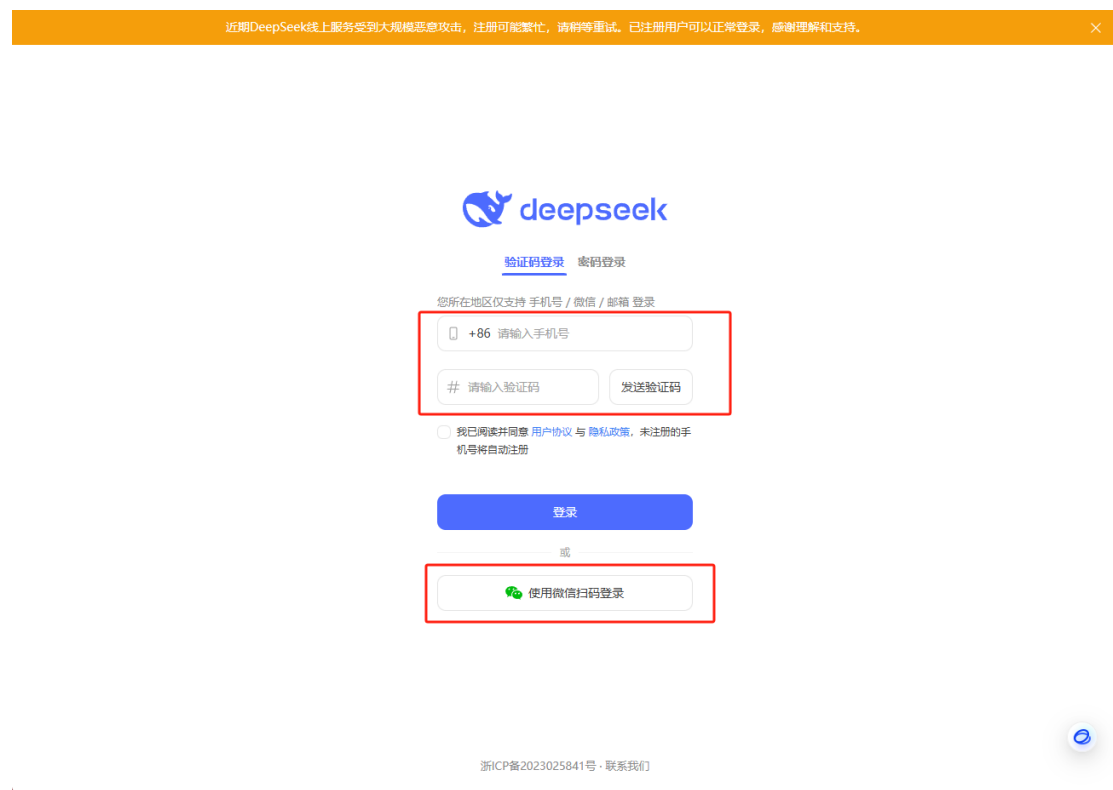 近期DeepSeek线上服务受到大规模恶意攻击，注册可能繁忙，请稍等重试。已注册用户可以正常登录，感谢理解和支持。
deepseek
验证码登录 密码登录
您所在地区仅支持 手机号 / 微信 / 邮箱 登录
+86 请输入手机号
# 请输入验证码 发送验证码
我已阅读并同意 用户协议 与 隐私政策，未注册的手
机号将自动注册
登录
或
使用微信扫码登录
浙ICP备2023025841号 · 联系我们